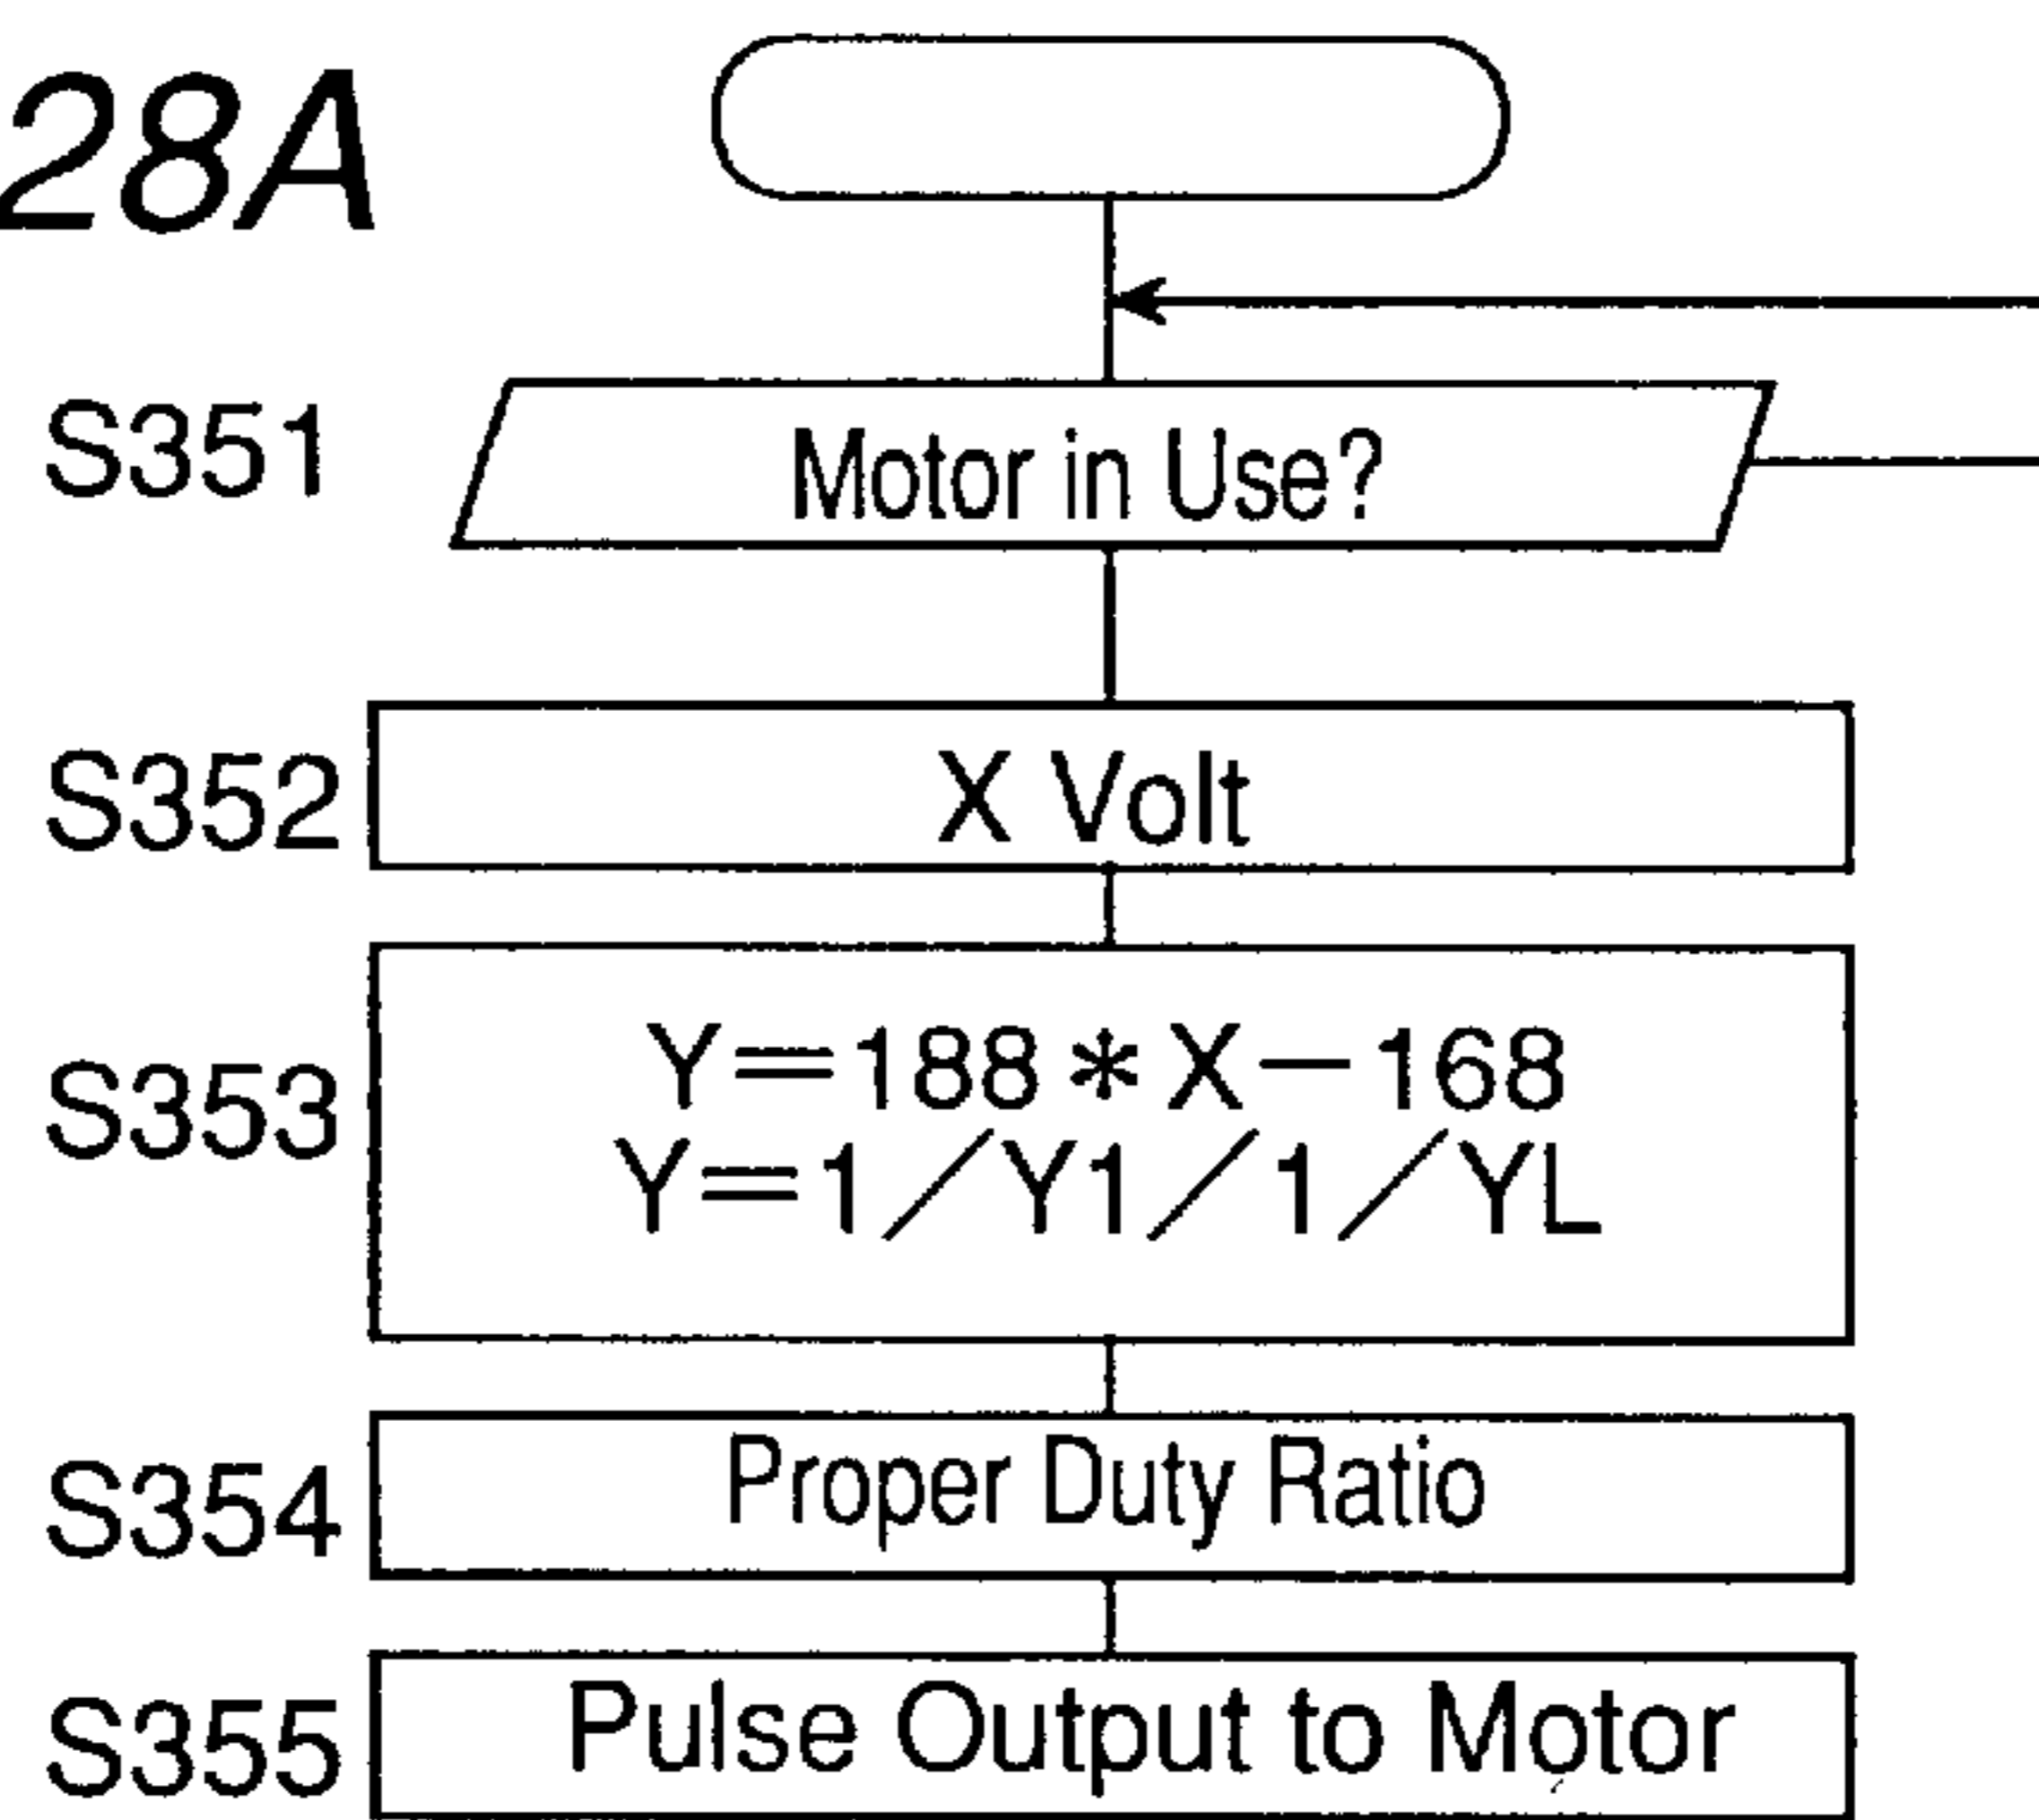 28A
S351
Motor in Use?
S352
X Volt
S353
Y=188*X-168
Y=1/Y1/1/YL
S354
Proper Duty Ratio
S355
Pulse Output to Motor